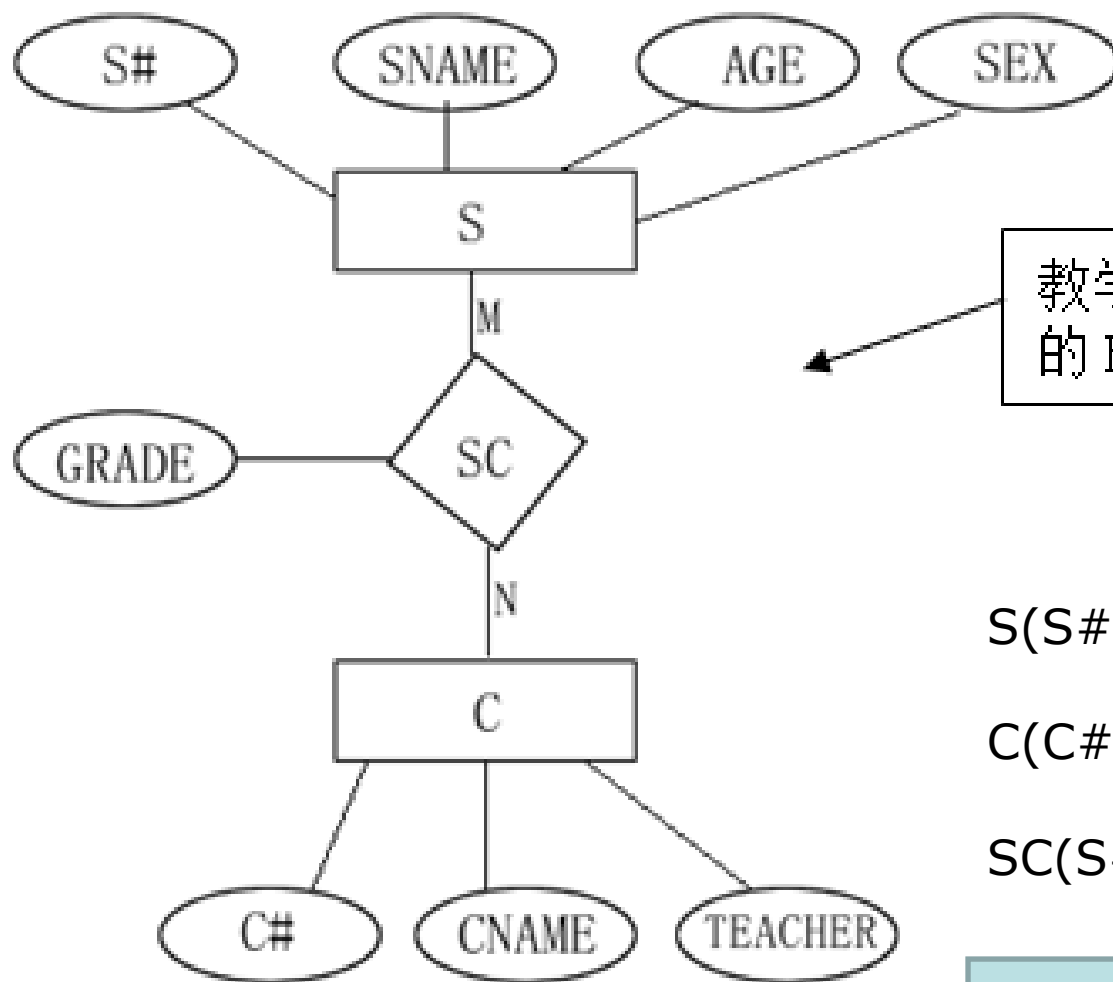 S#
SNAME
AGE
SEX
S
教学
的
M
GRADE
SC
N
S(S#
C
C(C#
SC(S
C#
CNAME
TEACHER